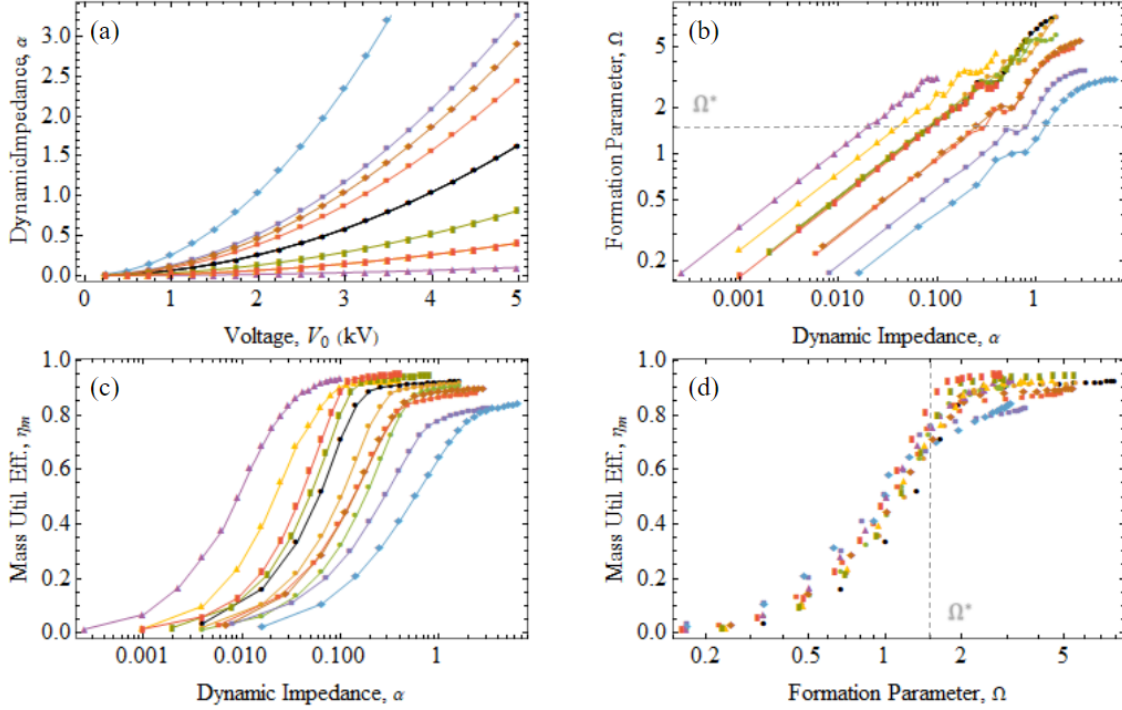 (a)
Dynamic Impedance, α
3.0
2.5
2.0
1.5
1.0
0.5
0.0
0 1 2 3 4 5
Voltage, V0 (kV)
(b)
Formation Parameter, Ω
5
2
1
0.5
0.2
Ω*
0.001 0.010 0.100 1
Dynamic Impedance, α
(c)
Mass Util. Eff., ηm
1.0
0.8
0.6
0.4
0.2
0.0
0.001 0.010 0.100 1
Dynamic Impedance, α
(d)
Mass Util. Eff., ηm
1.0
0.8
0.6
0.4
0.2
0.0
Ω*
0.2 0.5 1 2 5
Formation Parameter, Ω